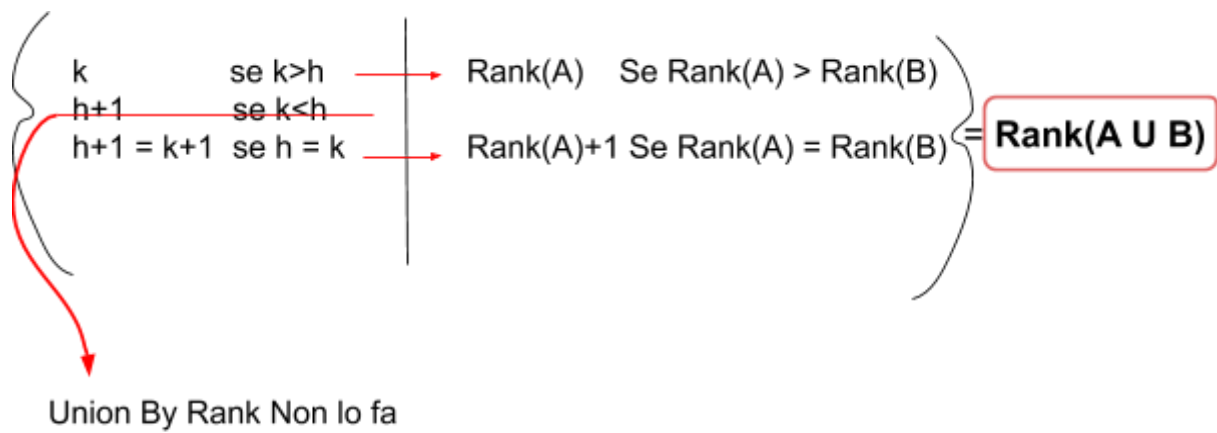 k se k>h Rank(A) Se Rank(A) > Rank(B)
h+1 se k<h
h+1 = k+1 se h = k Rank(A)+1 Se Rank(A) = Rank(B) = Rank(A U B)
Union By Rank Non lo fa